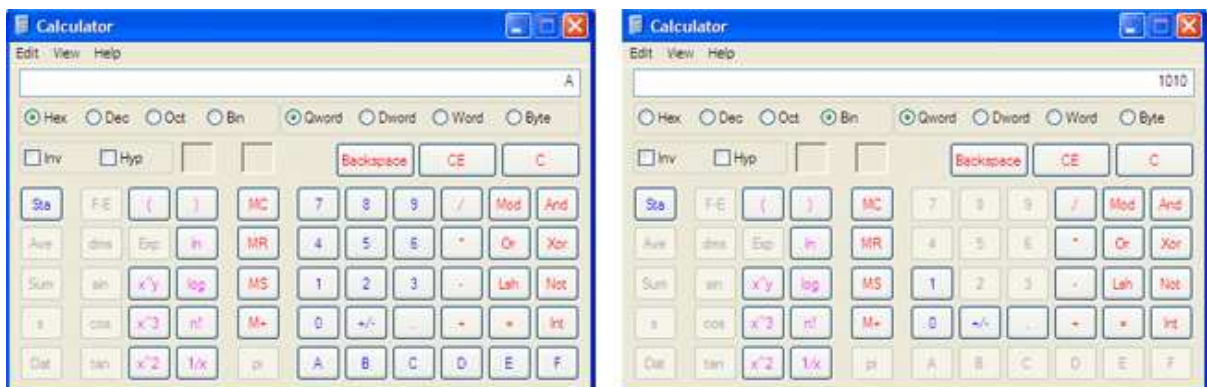 Calculator
Edit View Help
A
Hex Dec Oct Bin Qword Dword Word Byte
Inv Hyp Backspace CE C
Sta F-E ( ) MC 7 8 9 / Mod And
Ave dms Exp ln MR 4 5 6 * Or Xor
Sum sin x^y log MS 1 2 3 - Lsh Not
s cos x^3 n! M+ 0 +/- . + = Int
Dat tan x^2 1/x pi A B C D E F
Calculator
Edit View Help
1010
Hex Dec Oct Bin Qword Dword Word Byte
Inv Hyp Backspace CE C
Sta F-E ( ) MC 7 8 9 / Mod And
Ave dms Exp ln MR 4 5 6 * Or Xor
Sum sin x^y log MS 1 2 3 - Lsh Not
s cos x^3 n! M+ 0 +/- . + = Int
Dat tan x^2 1/x pi A B C D E F